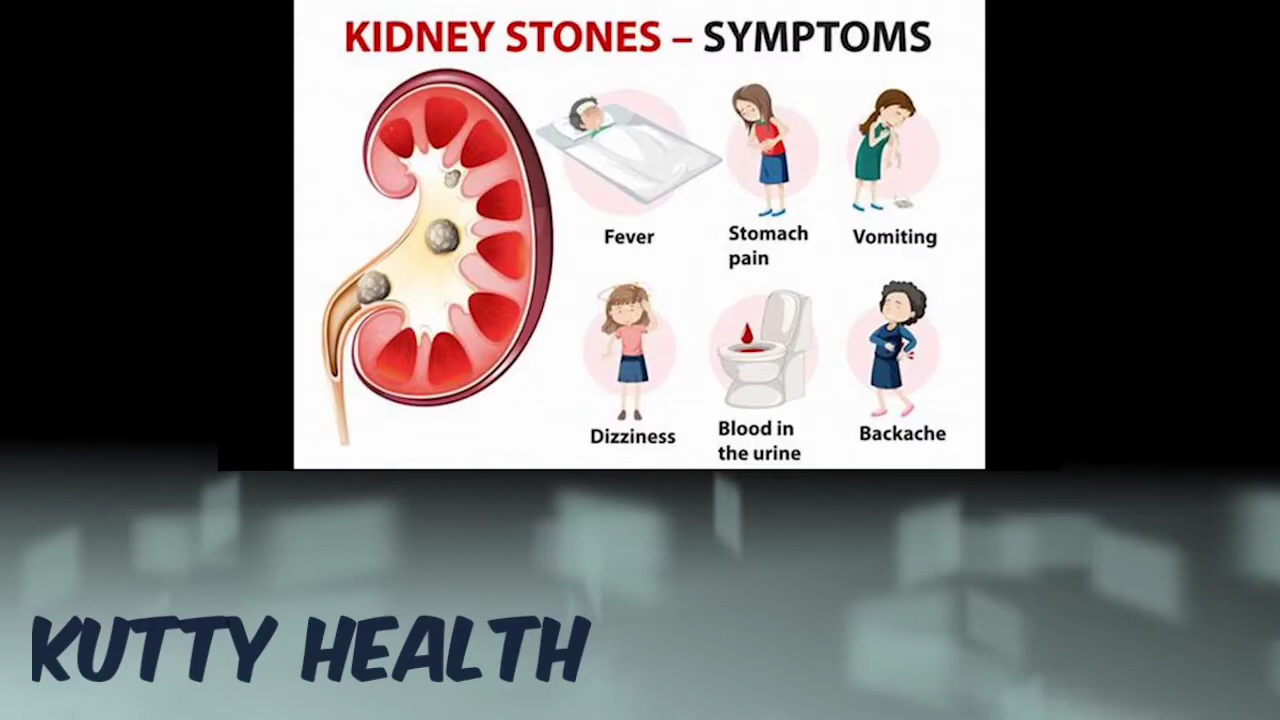 KIDNEY STONES – SYMPTOMS
Fever
Stomach
pain
Vomiting
Dizziness
Blood in
the urine
Backache
KUTTY HEALTH